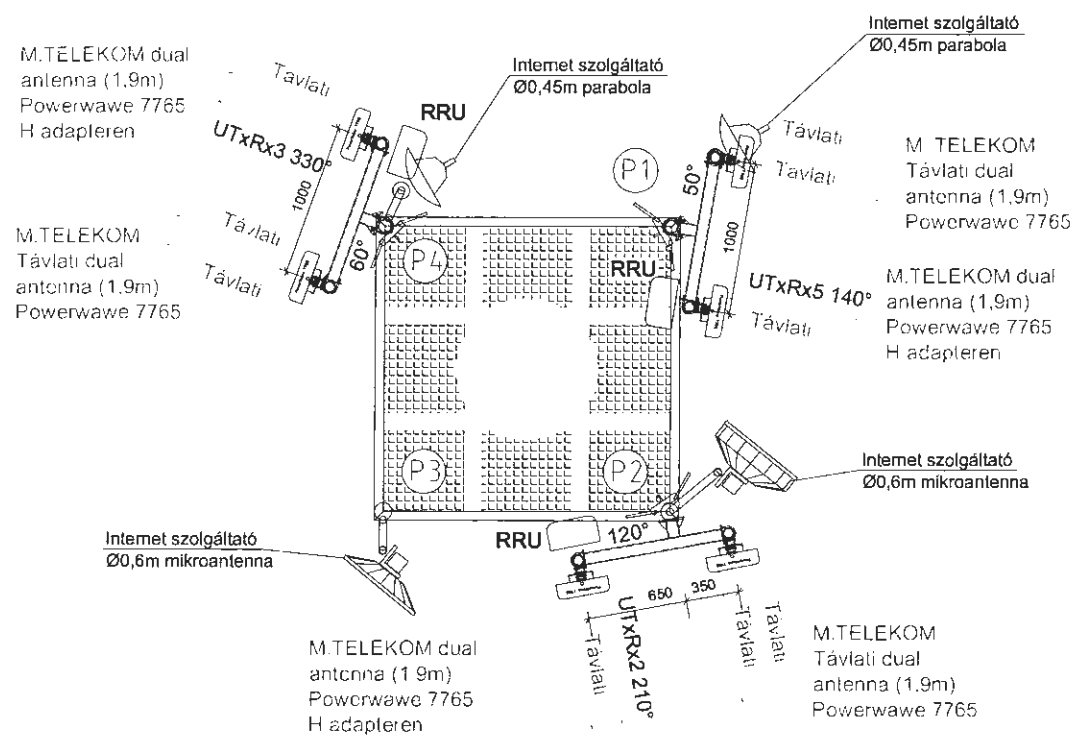 Internet szolgáltató
Ø0,45m parabola
M.TELEKOM dual
antenna (1,9m)
Powerwawe 7765
H adapteren
Internet szolgáltató
Ø0,45m parabola
Távlati
RRU
UTxRx3 330°
1000
60°
Távlati
Távlati
M.TELEKOM
Távlati dual
antenna (1,9m)
Powerwawe 7765
P4
P1
50°
Távlati
Távlati
1000
M TELEKOM
Távlati dual
antenna (1,9m)
Powerwawe 7765
RRU
UTxRx5 140°
Távlati
M.TELEKOM dual
antenna (1,9m)
Powerwawe 7765
H adapteren
P3
P2
Internet szolgáltató
Ø0,6m mikroantenna
Internet szolgáltató
Ø0,6m mikroantenna
RRU
120°
650
350
UTxRx2 210°
Távlati
Távlati
Távlati
M.TELEKOM dual
antenna (1 9m)
Powerwawe 7765
H adapteren
M.TELEKOM
Távlati dual
antenna (1.9m)
Powerwawe 7765